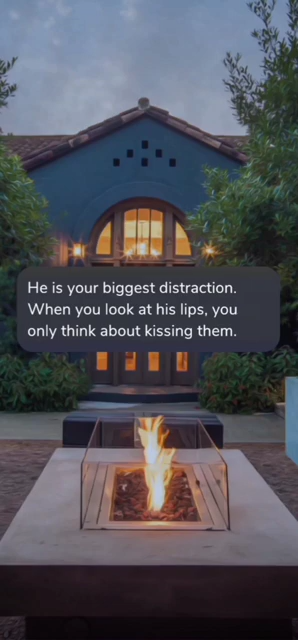 He is your biggest distraction.
When you look at his lips, you
only think about kissing them.